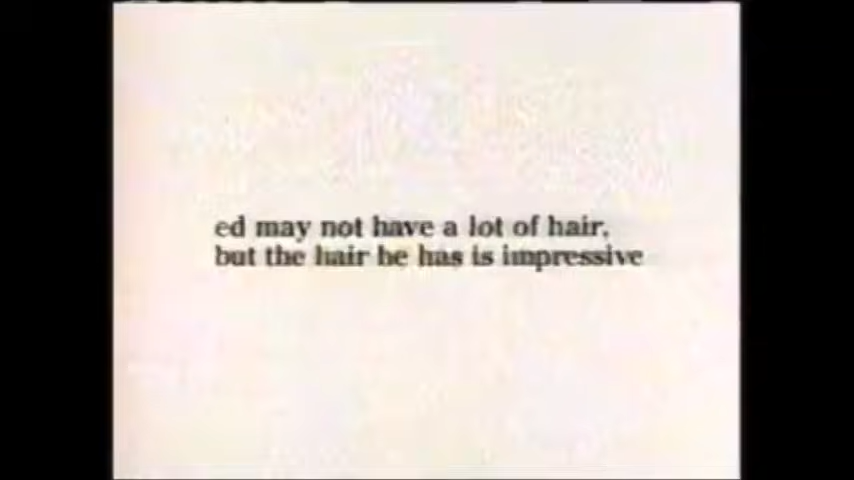 ed may not have a lot of hair,
but the hair he has is impressive